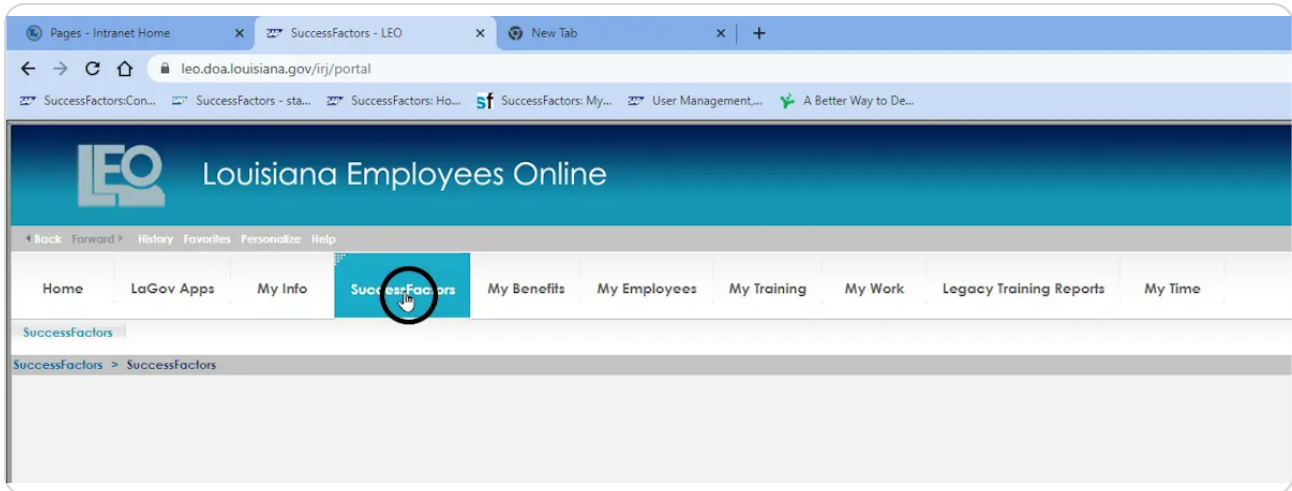 Pages - Intranet Home SuccessFactors - LEO New Tab
leo.doa.louisiana.gov/irj/portal
SuccessFactors:Con... SuccessFactors - sta... SuccessFactors: Ho... sf SuccessFactors: My... User Management,... A Better Way to De...
LEO Louisiana Employees Online
Back Forward History Favorites Personalize Help
Home LaGov Apps My Info SuccessFactors My Benefits My Employees My Training My Work Legacy Training Reports My Time
SuccessFactors
SuccessFactors > SuccessFactors